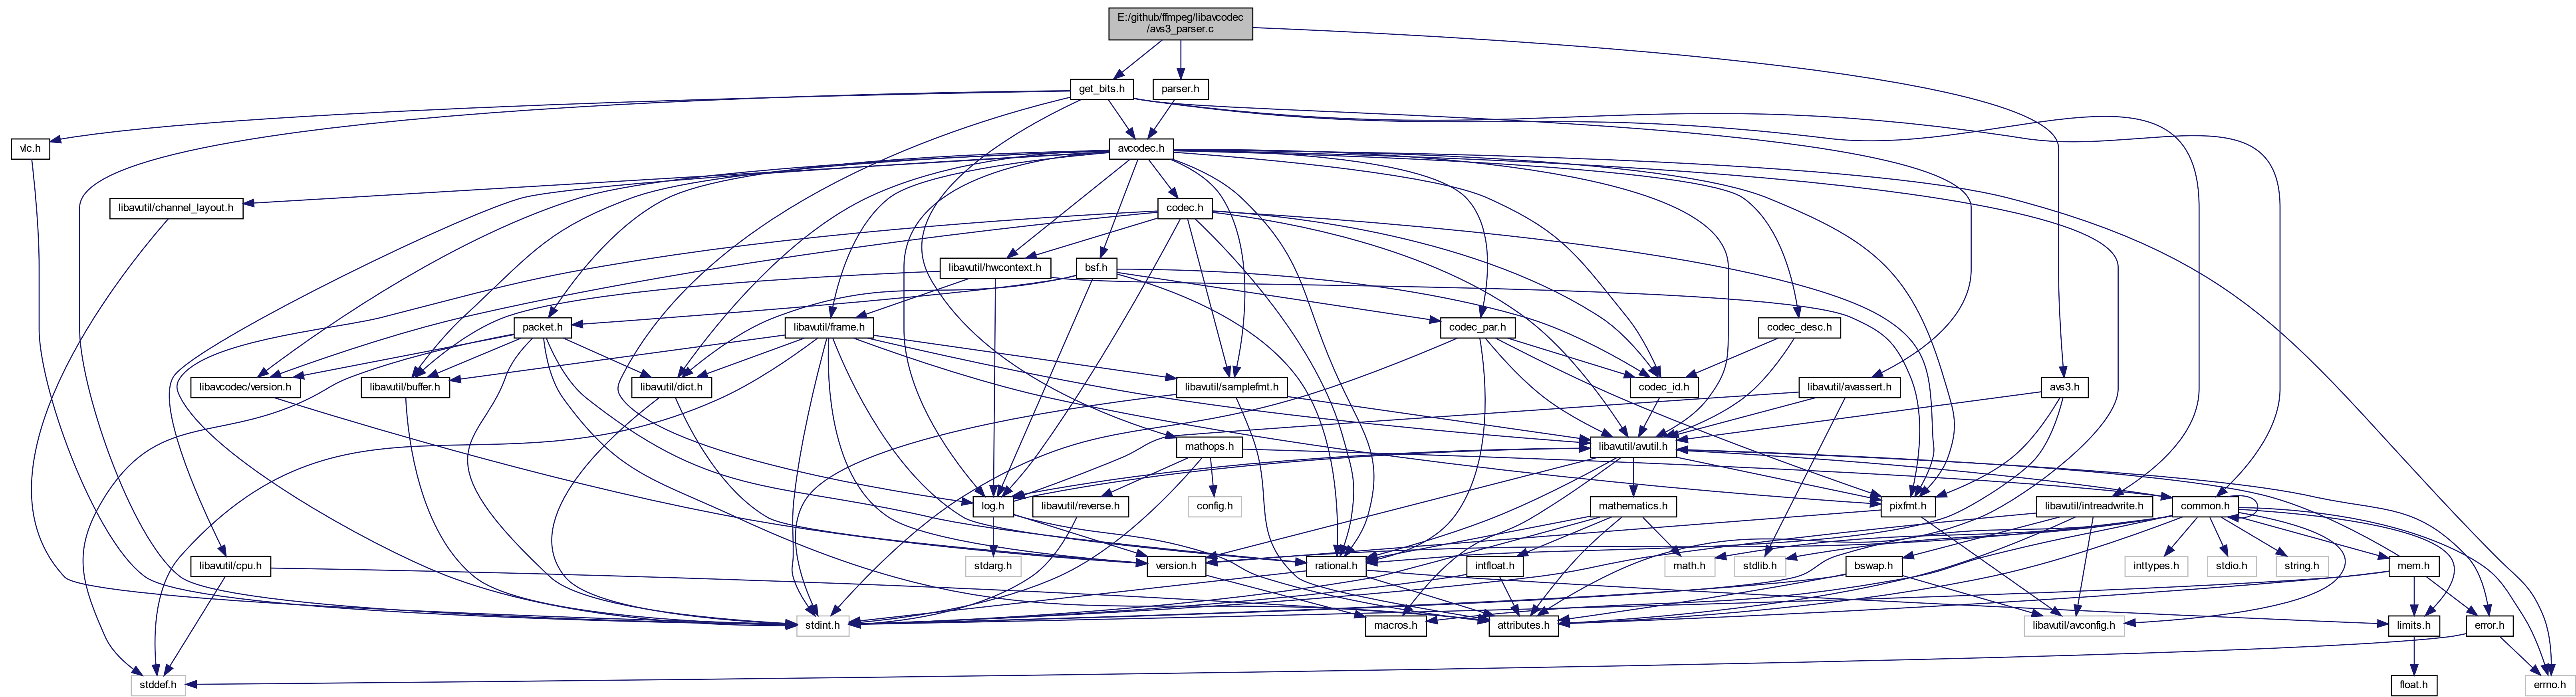 E:/github/ffmpeg/libavcodec
/avs3_parser.c
get_bits.h
parser.h
vlc.h
avcodec.h
libavutil/channel_layout.h
codec.h
libavutil/hwcontext.h
bsf.h
packet.h
libavutil/frame.h
codec_par.h
codec_desc.h
libavcodec/version.h
libavutil/buffer.h
libavutil/dict.h
libavutil/samplefmt.h
codec_id.h
libavutil/avassert.h
avs3.h
mathops.h
libavutil/avutil.h
log.h
libavutil/reverse.h
config.h
mathematics.h
pixfmt.h
libavutil/intreadwrite.h
common.h
libavutil/cpu.h
stdarg.h
version.h
rational.h
intfloat.h
math.h
stdlib.h
bswap.h
inttypes.h
stdio.h
string.h
mem.h
stdint.h
macros.h
attributes.h
libavutil/avconfig.h
limits.h
error.h
stddef.h
float.h
errno.h